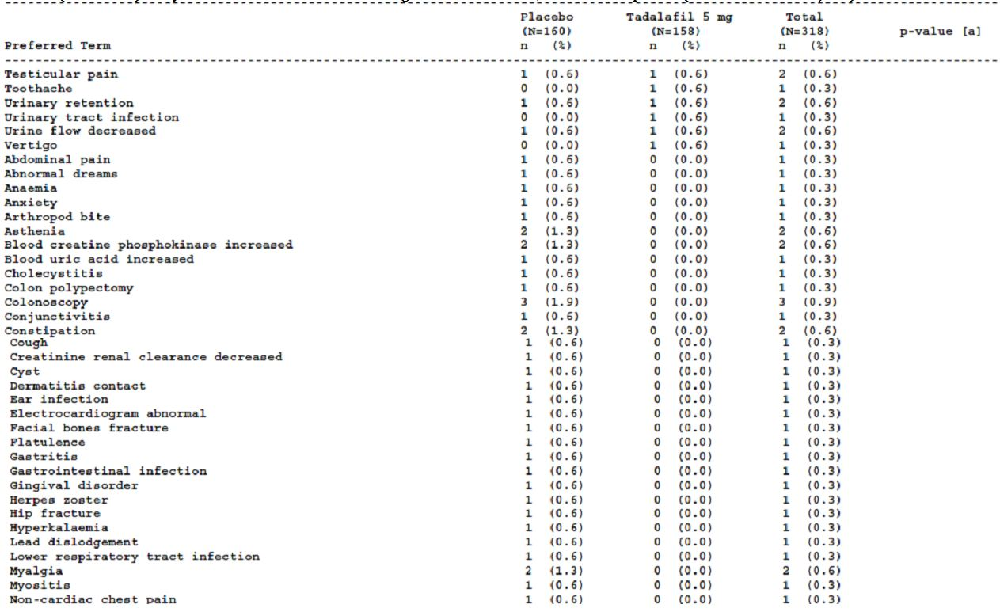 Placebo Tadalafil 5 mg Total
(N=160) (N=158) (N=318) p-value [a]
Preferred Term n (%) n (%) n (%)
Testicular pain 1 (0.6) 1 (0.6) 2 (0.6)
Toothache 0 (0.0) 1 (0.6) 1 (0.3)
Urinary retention 1 (0.6) 1 (0.6) 2 (0.6)
Urinary tract infection 0 (0.0) 1 (0.6) 1 (0.3)
Urine flow decreased 1 (0.6) 1 (0.6) 2 (0.6)
Vertigo 0 (0.0) 1 (0.6) 1 (0.3)
Abdominal pain 1 (0.6) 0 (0.0) 1 (0.3)
Abnormal dreams 1 (0.6) 0 (0.0) 1 (0.3)
Anaemia 1 (0.6) 0 (0.0) 1 (0.3)
Anxiety 1 (0.6) 0 (0.0) 1 (0.3)
Arthropod bite 1 (0.6) 0 (0.0) 1 (0.3)
Asthenia 2 (1.3) 0 (0.0) 2 (0.6)
Blood creatine phosphokinase increased 2 (1.3) 0 (0.0) 2 (0.6)
Blood uric acid increased 1 (0.6) 0 (0.0) 1 (0.3)
Cholecystitis 1 (0.6) 0 (0.0) 1 (0.3)
Colon polypectomy 1 (0.6) 0 (0.0) 1 (0.3)
Colonoscopy 3 (1.9) 0 (0.0) 3 (0.9)
Conjunctivitis 1 (0.6) 0 (0.0) 1 (0.3)
Constipation 2 (1.3) 0 (0.0) 2 (0.6)
Cough 1 (0.6) 0 (0.0) 1 (0.3)
Creatinine renal clearance decreased 1 (0.6) 0 (0.0) 1 (0.3)
Cyst 1 (0.6) 0 (0.0) 1 (0.3)
Dermatitis contact 1 (0.6) 0 (0.0) 1 (0.3)
Ear infection 1 (0.6) 0 (0.0) 1 (0.3)
Electrocardiogram abnormal 1 (0.6) 0 (0.0) 1 (0.3)
Facial bones fracture 1 (0.6) 0 (0.0) 1 (0.3)
Flatulence 1 (0.6) 0 (0.0) 1 (0.3)
Gastritis 1 (0.6) 0 (0.0) 1 (0.3)
Gastrointestinal infection 1 (0.6) 0 (0.0) 1 (0.3)
Gingival disorder 1 (0.6) 0 (0.0) 1 (0.3)
Herpes zoster 1 (0.6) 0 (0.0) 1 (0.3)
Hip fracture 1 (0.6) 0 (0.0) 1 (0.3)
Hyperkalaemia 1 (0.6) 0 (0.0) 1 (0.3)
Lead dislodgement 1 (0.6) 0 (0.0) 1 (0.3)
Lower respiratory tract infection 1 (0.6) 0 (0.0) 1 (0.3)
Myalgia 2 (1.3) 0 (0.0) 2 (0.6)
Myositis 1 (0.6) 0 (0.0) 1 (0.3)
Non-cardiac chest pain 1 (0.6) 0 (0.0) 1 (0.3)